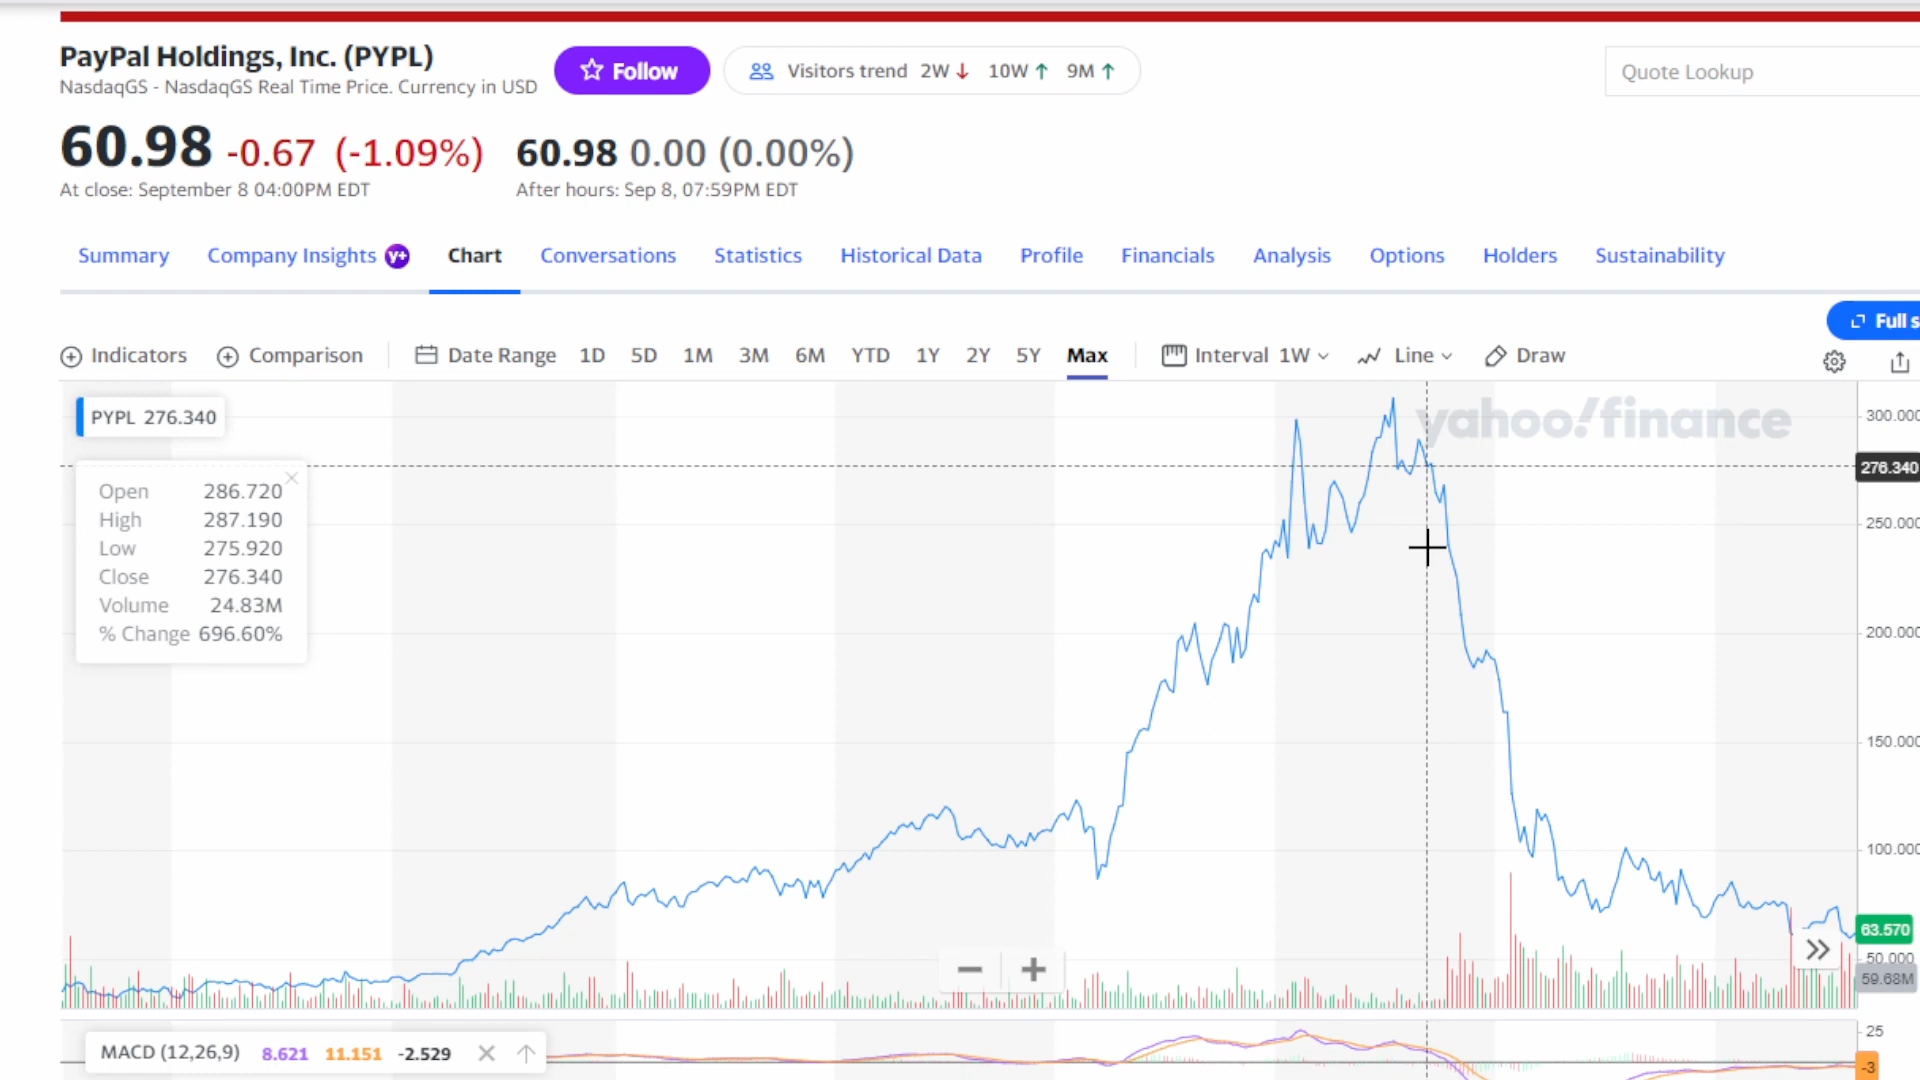 PayPal Holdings, Inc. (PYPL)
NasdaqGS - NasdaqGS Real Time Price. Currency in USD
Follow
Visitors trend 2W ↓ 10W ↑ 9M ↑
Quote Lookup
60.98 -0.67 (-1.09%) 60.98 0.00 (0.00%)
At close: September 8 04:00PM EDT After hours: Sep 8, 07:59PM EDT
Summary Company Insights y+ Chart Conversations Statistics Historical Data Profile Financials Analysis Options Holders Sustainability
Full s
Indicators Comparison Date Range 1D 5D 1M 3M 6M YTD 1Y 2Y 5Y Max Interval 1W Line Draw
PYPL 276.340
yahoo!finance
300.000
276.340
Open 286.720
High 287.190
Low 275.920
Close 276.340
Volume 24.83M
% Change 696.60%
250.000
200.000
150.000
100.000
63.570
50.000
59.68M
MACD (12,26,9) 8.621 11.151 -2.529
25
-3